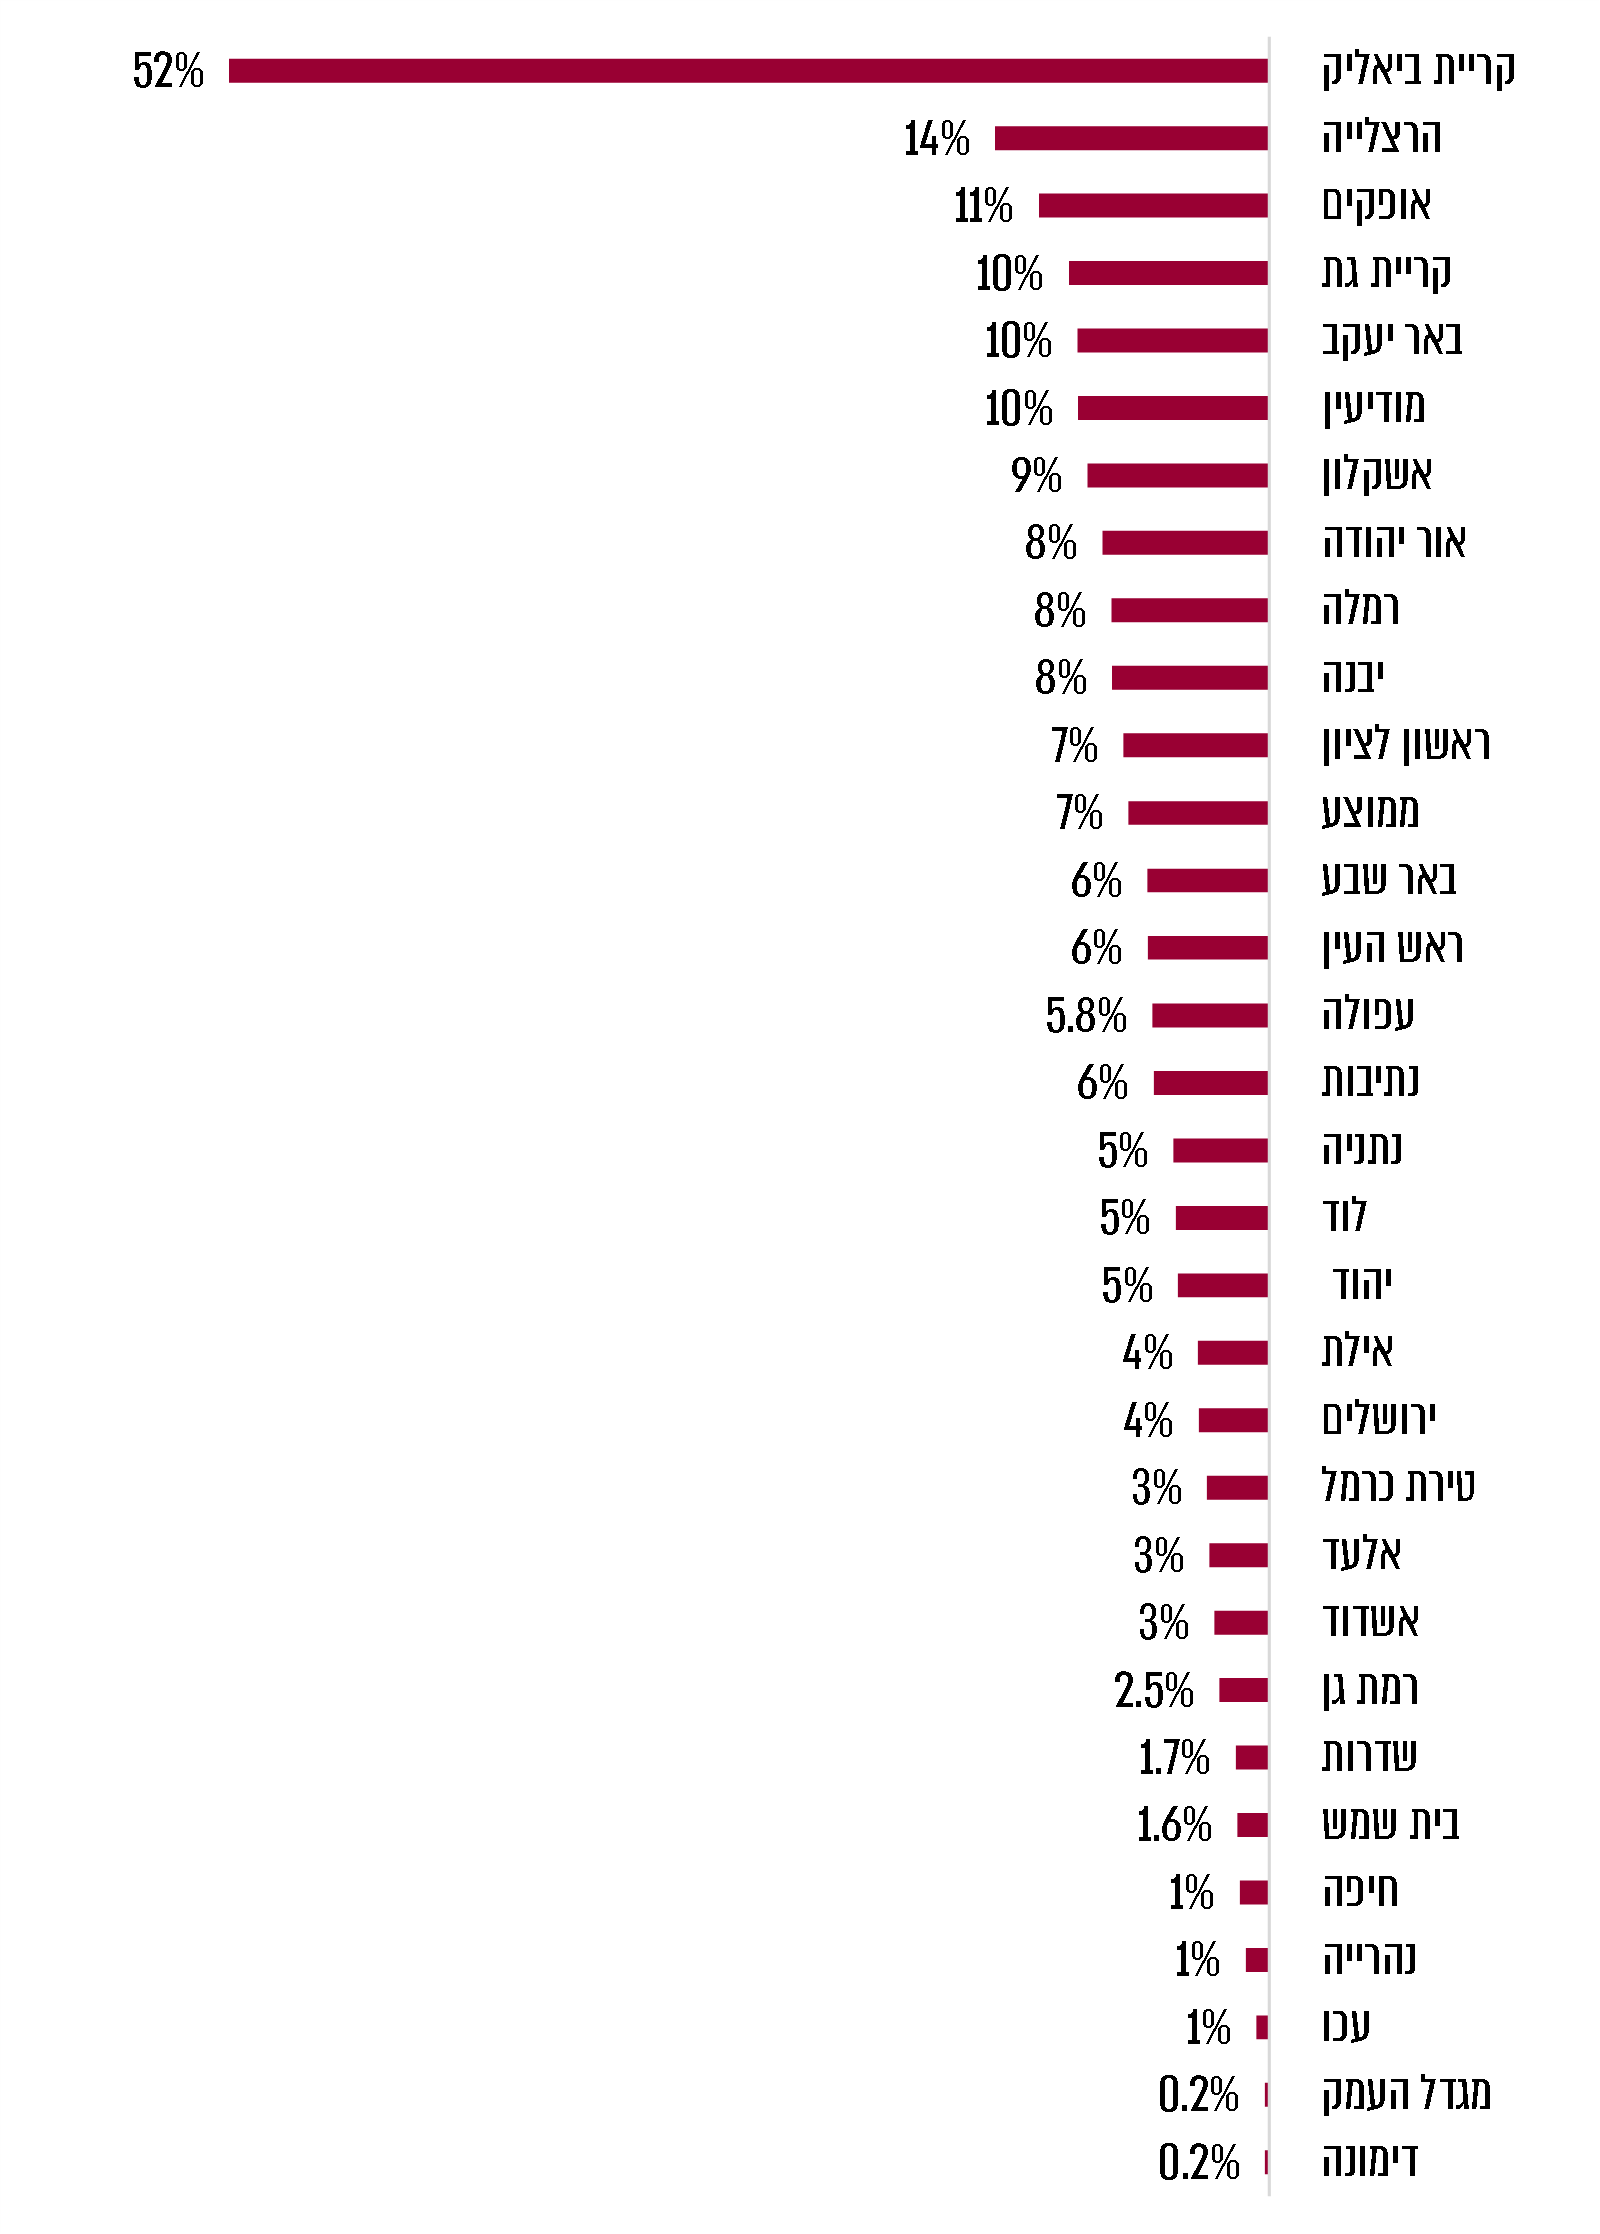 קריית ביאליק 52%
הרצלייה 14%
אופקים 11%
קריית גת 10%
באר יעקב 10%
מודיעין 10%
אשקלון 9%
אור יהודה 8%
רמלה 8%
יבנה 8%
ראשון לציון 7%
ממוצע 7%
באר שבע 6%
ראש העין 6%
עפולה 5.8%
נתיבות 6%
נתניה 5%
לוד 5%
יהוד 5%
אילת 4%
ירושלים 4%
טירת כרמל 3%
אלעד 3%
אשדוד 3%
רמת גן 2.5%
שדרות 1.7%
בית שמש 1.6%
חיפה 1%
נהרייה 1%
עכו 1%
מגדל העמק 0.2%
דימונה 0.2%